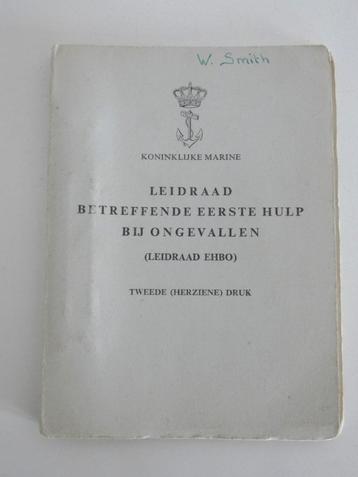 W. Smith
KONINKLIJKE MARINE
LEIDRAAD
BETREFFENDE EERSTE HULP
BIJ ONGEVALLEN
(LEIDRAAD EHBO)
TWEEDE (HERZIENE) DRUK